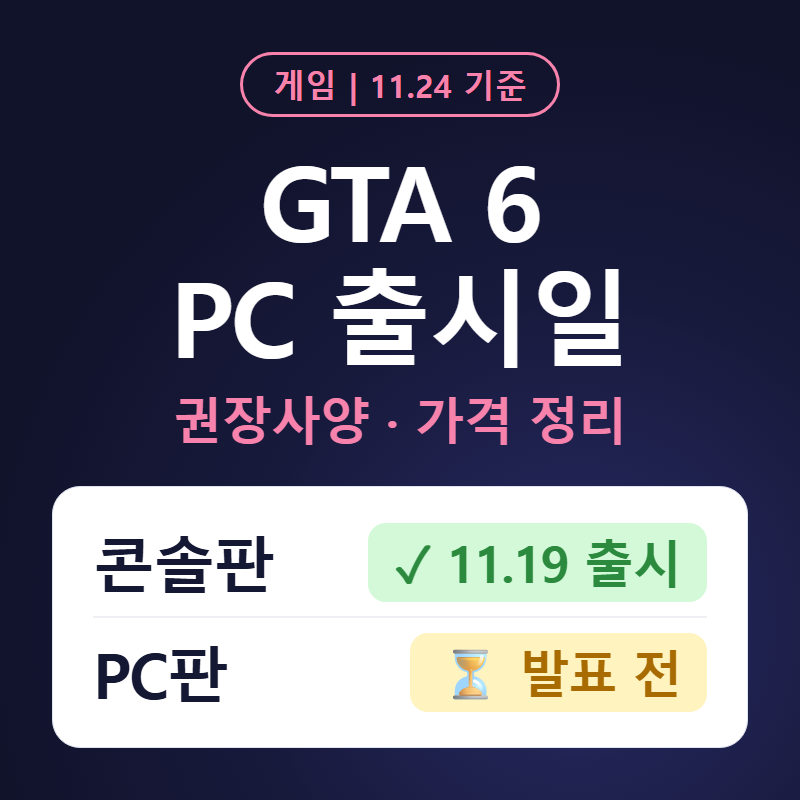 게임 | 11.24 기준
GTA 6
PC 출시일
권장사양 · 가격 정리
콘솔판 ✓ 11.19 출시
PC판 ⏳ 발표 전